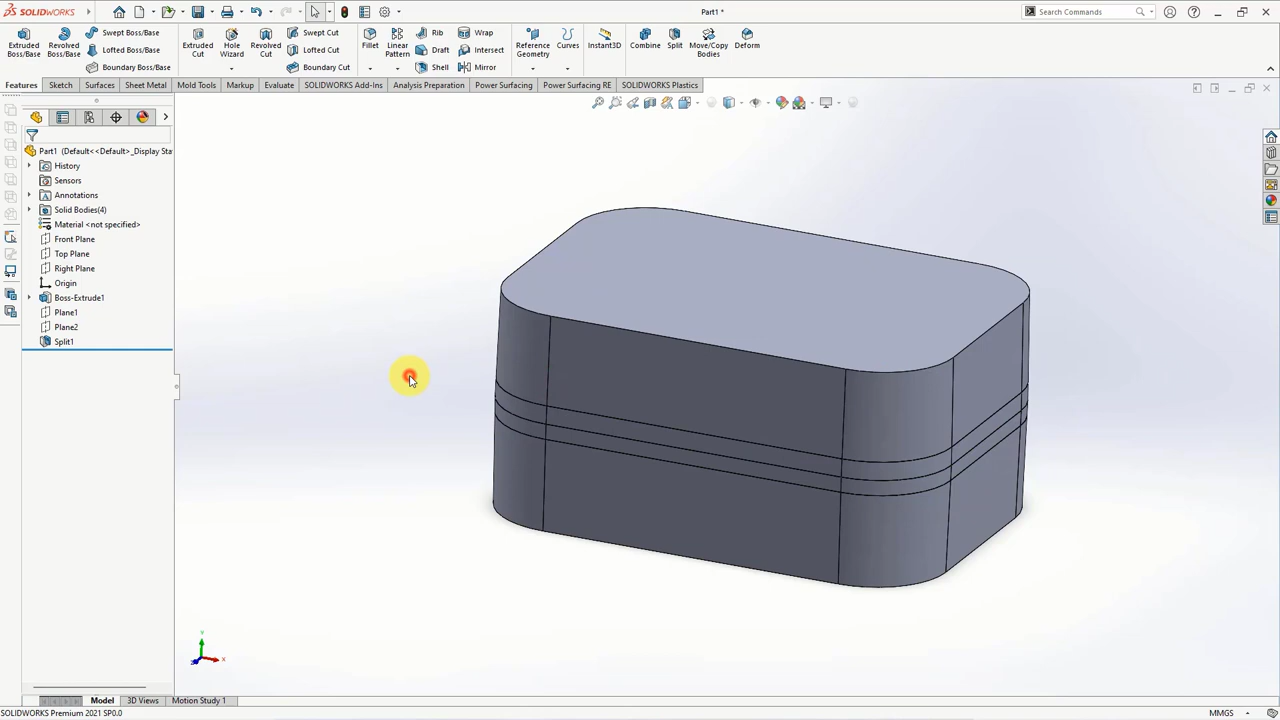 SOLIDWORKS
Part1 *
Search Commands
Extruded Boss/Base
Revolved Boss/Base
Swept Boss/Base
Lofted Boss/Base
Boundary Boss/Base
Extruded Cut
Hole Wizard
Revolved Cut
Swept Cut
Lofted Cut
Boundary Cut
Fillet
Linear Pattern
Rib
Draft
Shell
Wrap
Intersect
Mirror
Reference Geometry
Curves
Instant3D
Combine
Split
Move/Copy Bodies
Deform
Features
Sketch
Surfaces
Sheet Metal
Mold Tools
Markup
Evaluate
SOLIDWORKS Add-Ins
Analysis Preparation
Power Surfacing
Power Surfacing RE
SOLIDWORKS Plastics
Part1 (Default<<Default>_Display Sta
History
Sensors
Annotations
Solid Bodies(4)
Material <not specified>
Front Plane
Top Plane
Right Plane
Origin
Boss-Extrude1
Plane1
Plane2
Split1
Y
X
Z
Model
3D Views
Motion Study 1
SOLIDWORKS Premium 2021 SP0.0
MMGS